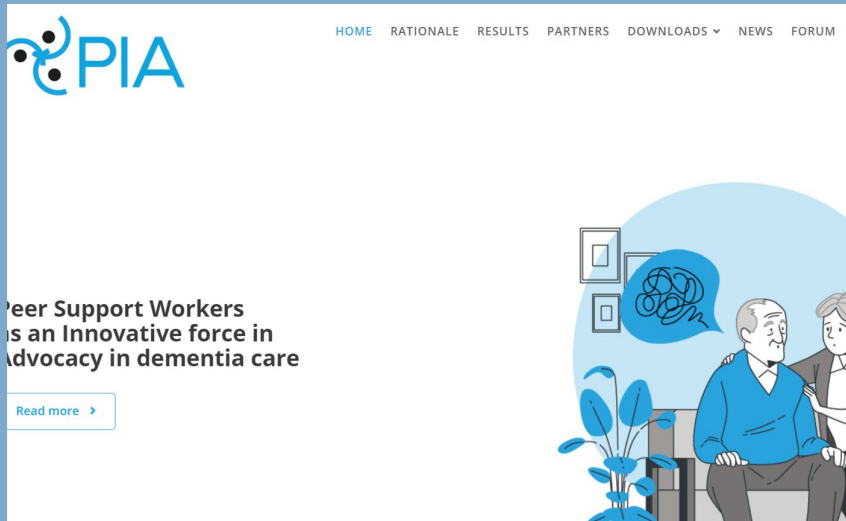 PIA
HOME RATIONALE RESULTS PARTNERS DOWNLOADS NEWS FORUM
Peer Support Workers
as an Innovative force in
Advocacy in dementia care
Read more